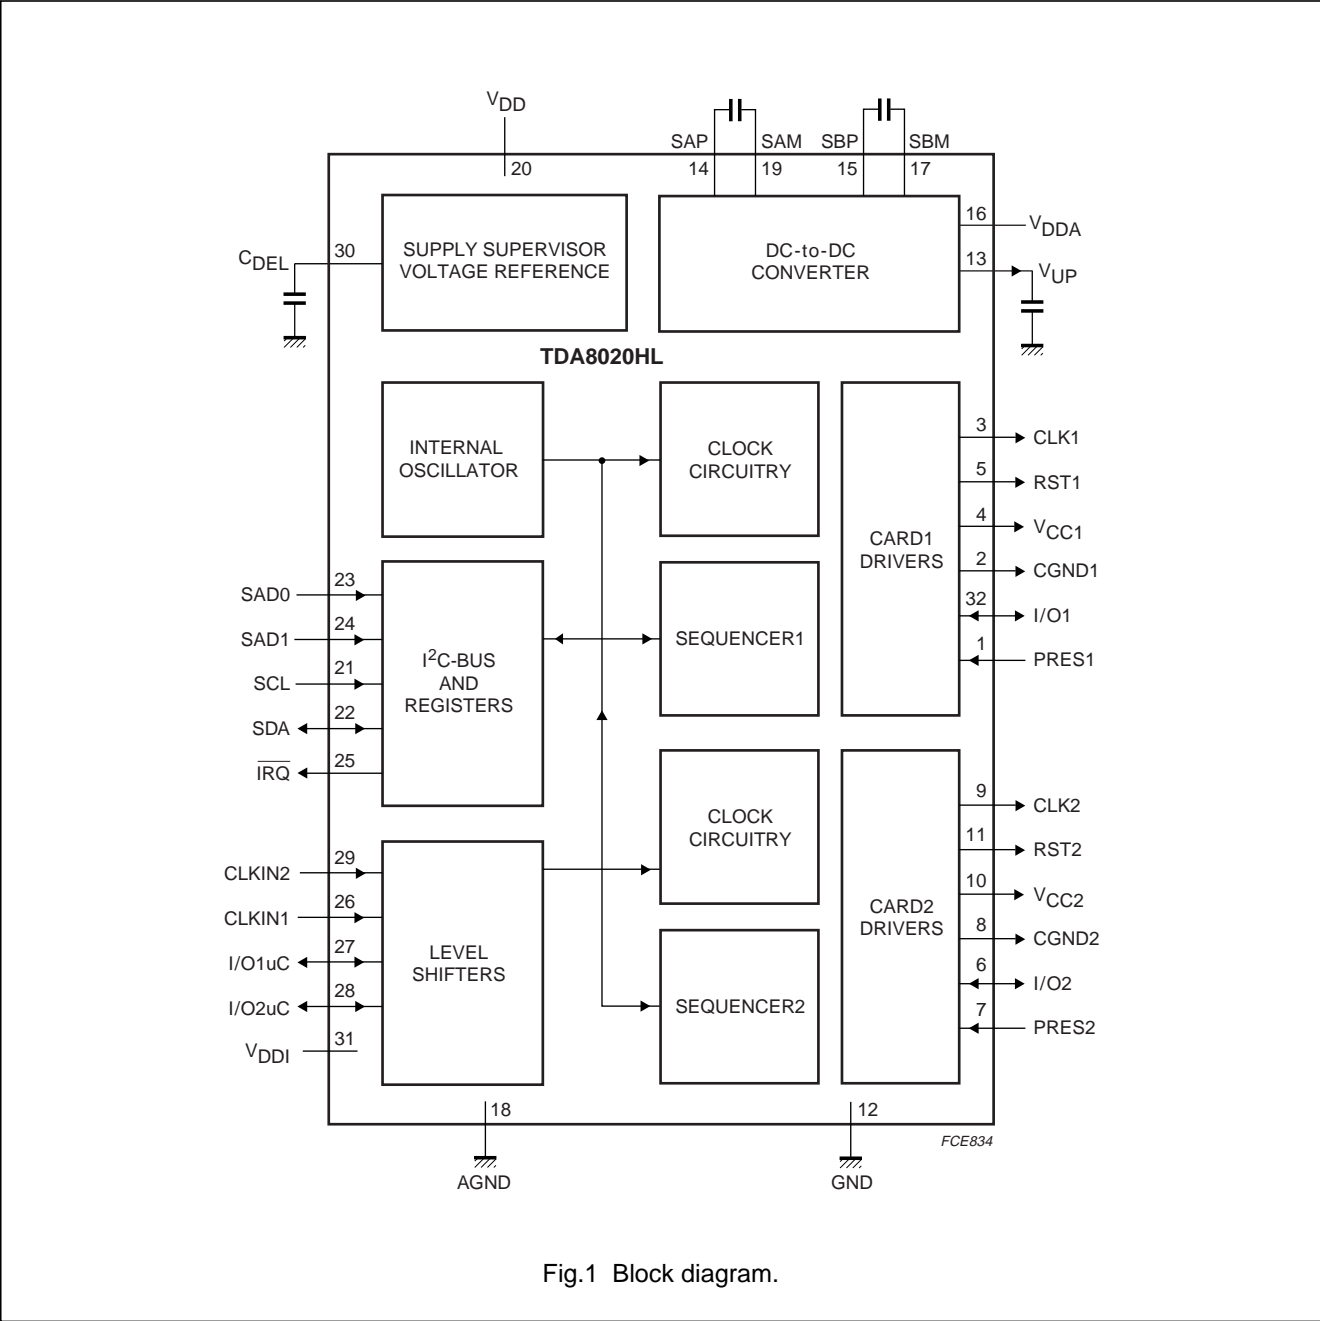 VDD
SAP SAM SBP SBM
20 14 19 15 17
16 VDDA
CDEL 30
SUPPLY SUPERVISOR
VOLTAGE REFERENCE
DC-to-DC
CONVERTER
13 VUP
TDA8020HL
INTERNAL
OSCILLATOR
CLOCK
CIRCUITRY
CARD1
DRIVERS
3 CLK1
5 RST1
4 VCC1
2 CGND1
32 I/O1
1 PRES1
SAD0 23
SAD1 24
SCL 21
SDA 22
IRQ 25
I2C-BUS
AND
REGISTERS
SEQUENCER1
CLOCK
CIRCUITRY
CARD2
DRIVERS
9 CLK2
11 RST2
10 VCC2
8 CGND2
6 I/O2
7 PRES2
CLKIN2 29
CLKIN1 26
I/O1uC 27
I/O2uC 28
VDDI 31
LEVEL
SHIFTERS
SEQUENCER2
18 12
FCE834
AGND GND
Fig.1 Block diagram.